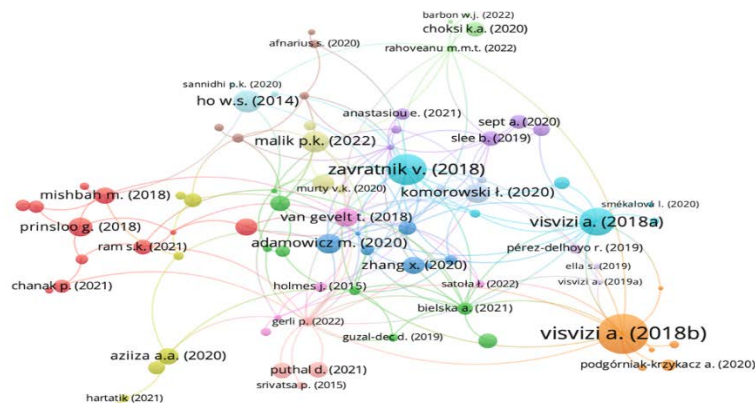 barbon w.j. (2022)
choksi k.a. (2020)
afnarius s. (2020)
rahoveanu m.m.t. (2022)
sannidhi p.k. (2020)
ho w.s. (2014)
anastasiou e. (2021)
sept a. (2020)
malik p.k. (2022)
slee b. (2019)
zavratnik v. (2018)
murty v.k. (2020)
komorowski ł. (2020)
mishbah m. (2018)
smékalová l. (2020)
van gevelt t. (2018)
visvizi a. (2018a)
prinsloo g. (2018)
adamowicz m. (2020)
ram s.k. (2021)
pérez-delhoyo r. (2019)
zhang x. (2020)
ella s. (2019)
chanak p. (2021)
holmes j. (2015)
satoła ł. (2022)
visvizi a. (2019a)
bielska a. (2021)
gerli p. (2022)
visvizi a. (2018b)
guzal-dec d. (2019)
aziiza a.a. (2020)
podgórniak-krzykacz a. (2020)
puthal d. (2021)
srivatsa p. (2015)
hartatik (2021)